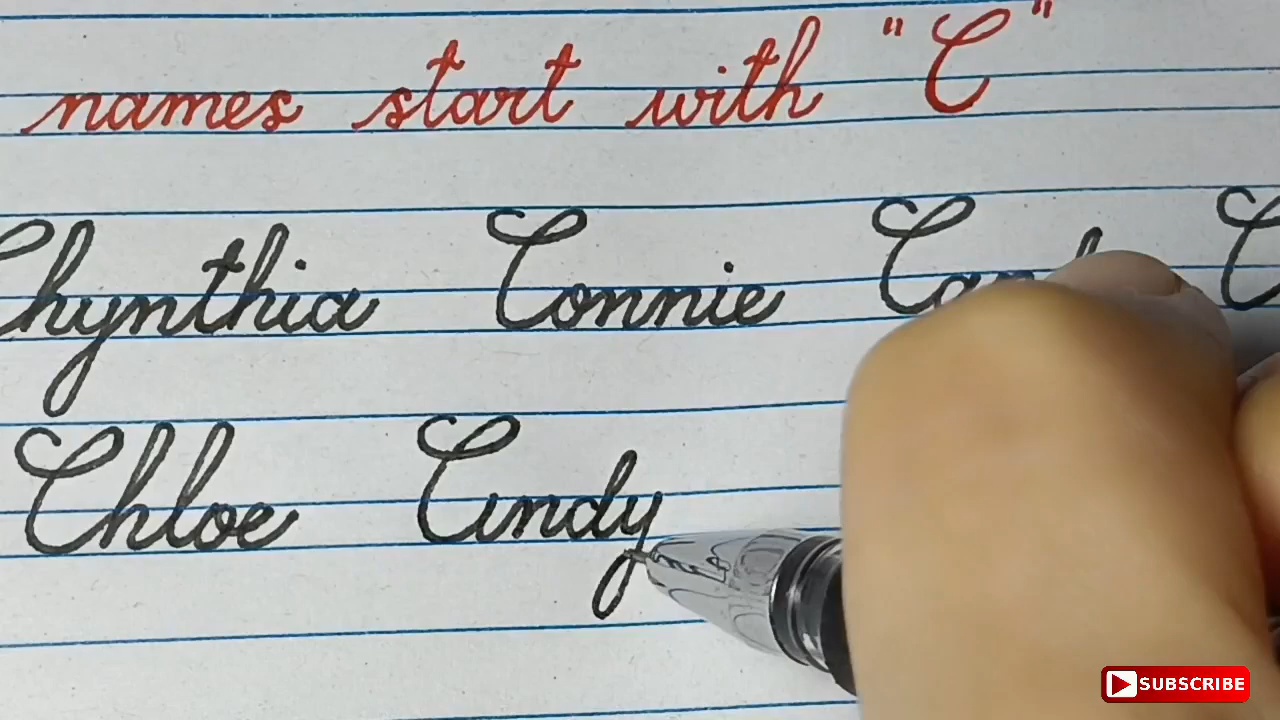 names start with "C"
Chynthia Connie
Chloe Cindy
SUBSCRIBE